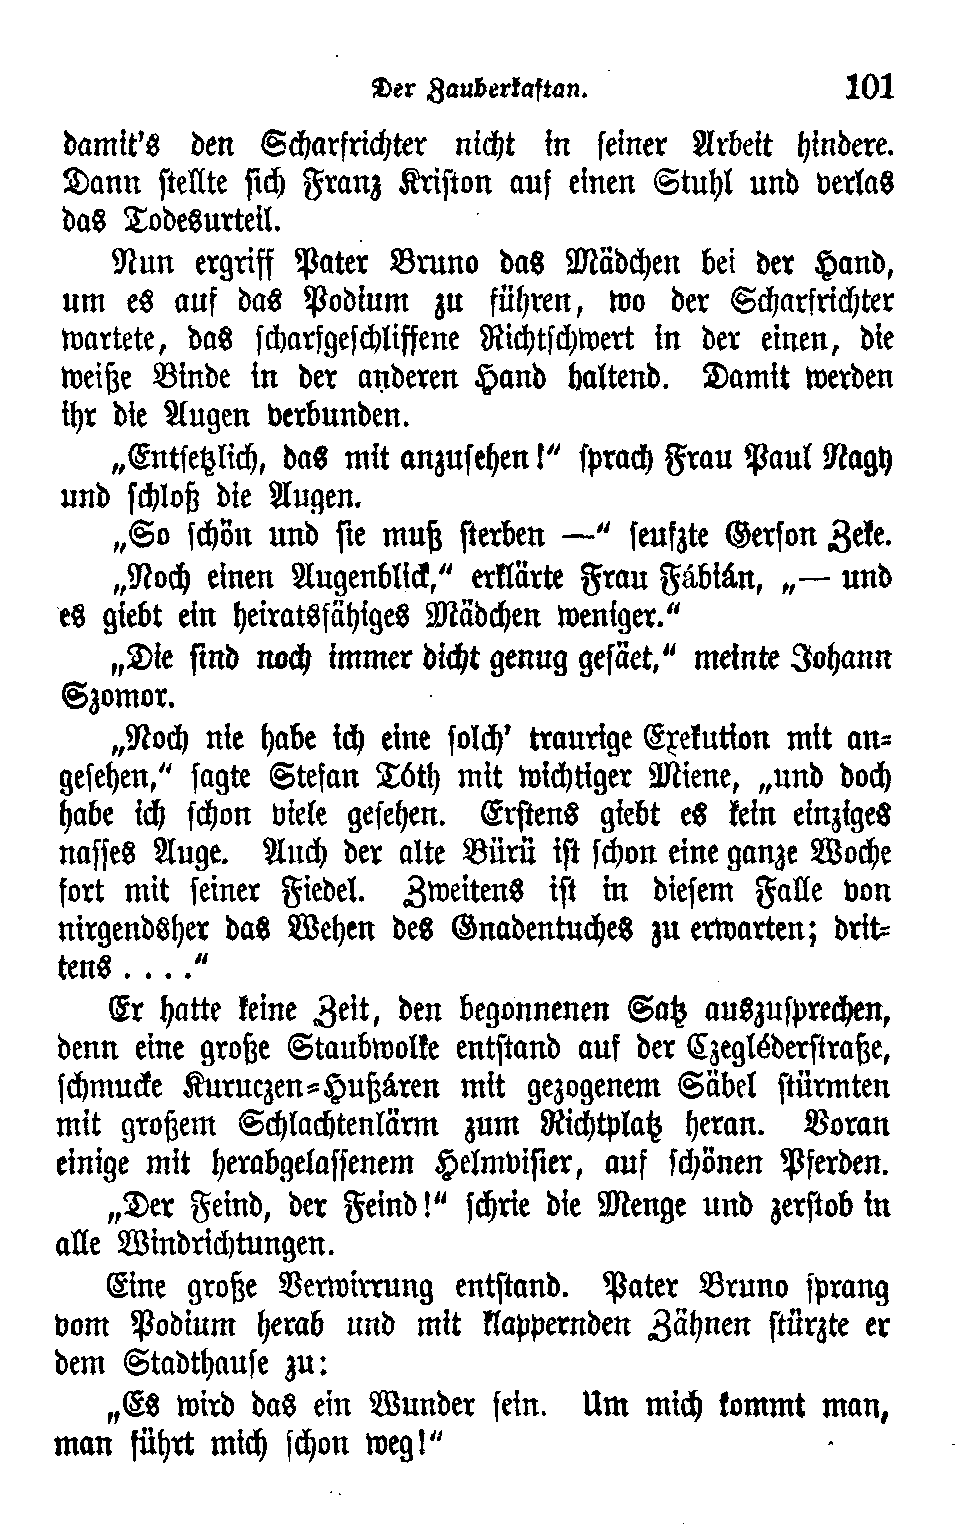 Der Zauberkaftan. 101
damit's den Scharfrichter nicht in seiner Arbeit hindere.
Dann stellte sich Franz Kriston auf einen Stuhl und verlas
das Todesurteil.
Nun ergriff Pater Bruno das Mädchen bei der Hand,
um es auf das Podium zu führen, wo der Scharfrichter
wartete, das scharfgeschliffene Richtschwert in der einen, die
weiße Binde in der anderen Hand haltend. Damit werden
ihr die Augen verbunden.
„Entsetzlich, das mit anzusehen!“ sprach Frau Paul Nagy
und schloß die Augen.
„So schön und sie muß sterben —“ seufzte Gerson Zeke.
„Noch einen Augenblick,“ erklärte Frau Fábián, „— und
es giebt ein heiratsfähiges Mädchen weniger.“
„Die sind noch immer dicht genug gesäet,“ meinte Johann
Szomor.
„Noch nie habe ich eine solch' traurige Exekution mit an-
gesehen,“ sagte Stefan Tóth mit wichtiger Miene, „und doch
habe ich schon viele gesehen. Erstens giebt es kein einziges
nasses Auge. Auch der alte Bürü ist schon eine ganze Woche
fort mit seiner Fiedel. Zweitens ist in diesem Falle von
nirgendsher das Wehen des Gnadentuches zu erwarten; drit-
tens . . . .“
Er hatte keine Zeit, den begonnenen Satz auszusprechen,
denn eine große Staubwolke entstand auf der Czegléderstraße,
schmucke Kuruczen-Hußáren mit gezogenem Säbel stürmten
mit großem Schlachtenlärm zum Richtplatz heran. Voran
einige mit herabgelassenem Helmvisier, auf schönen Pferden.
„Der Feind, der Feind!“ schrie die Menge und zerstob in
alle Windrichtungen.
Eine große Verwirrung entstand. Pater Bruno sprang
vom Podium herab und mit klappernden Zähnen stürzte er
dem Stadthause zu:
„Es wird das ein Wunder sein. Um mich kommt man,
man führt mich schon weg!“